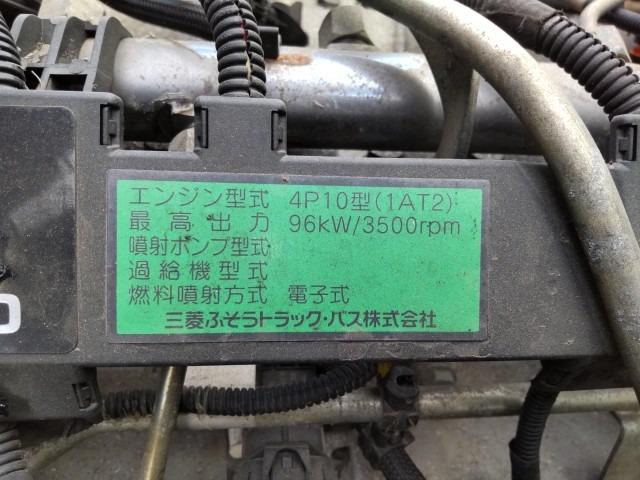 エンジン型式 4P10型(1AT2)
最高出力 96kW/3500rpm
噴射ポンプ型式
過給機型式
燃料噴射方式 電子式
三菱ふそうトラック・バス株式会社